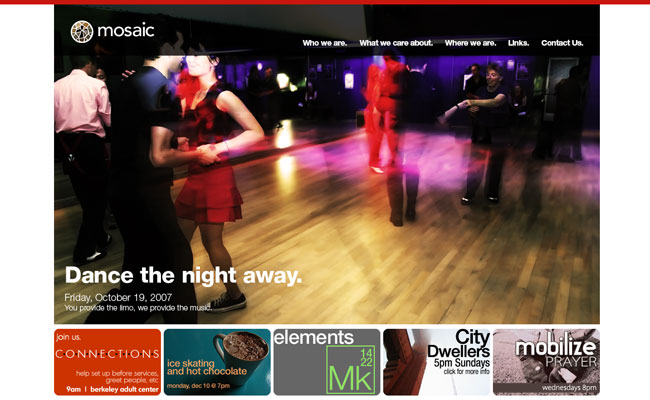 mosaic
Who we are. What we care about. Where we are. Links. Contact Us.
Dance the night away.
Friday, October 19, 2007
You provide the limo, we provide the music.
join us.
CONNECTIONS
help set up before services,
greet people, etc
9am | berkeley adult center
ice skating
and hot chocolate
monday, dec 10 @ 7pm
elements
14
22
Mk
City
Dwellers
5pm Sundays
click for more info
mobilize
PRAYER
wednesdays 8pm